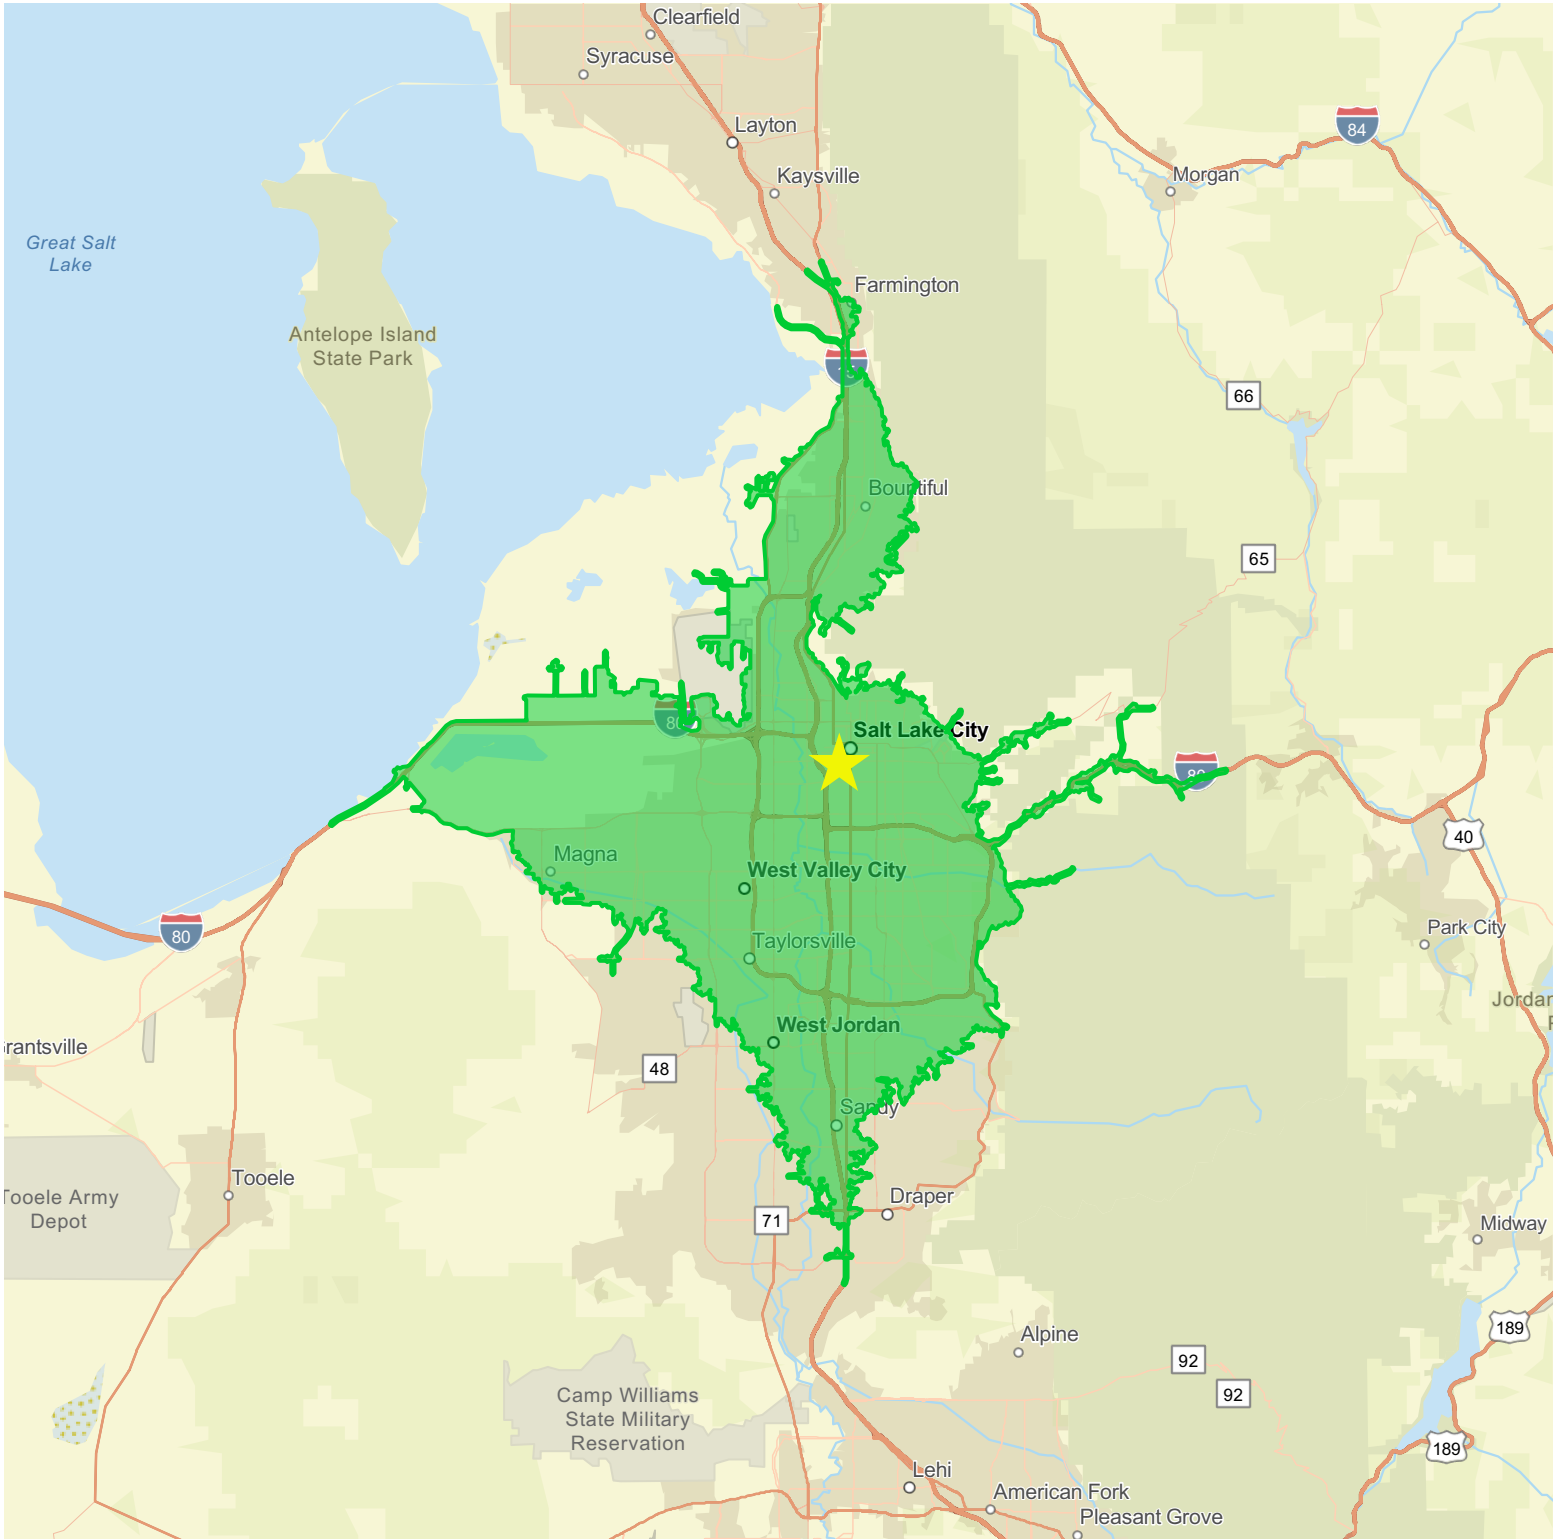 Clearfield
Syracuse
Layton
84
Kaysville
Morgan
Great Salt
Lake
Farmington
Antelope Island
State Park
66
Bountiful
65
80
Salt Lake City
40
Magna
West Valley City
80
Park City
Taylorsville
Jordan
West Jordan
rantsville
48
Sandy
Tooele
Tooele Army
Depot
Draper
71
Midway
189
Alpine
92
92
Camp Williams
State Military
Reservation
189
Lehi
American Fork
Pleasant Grove